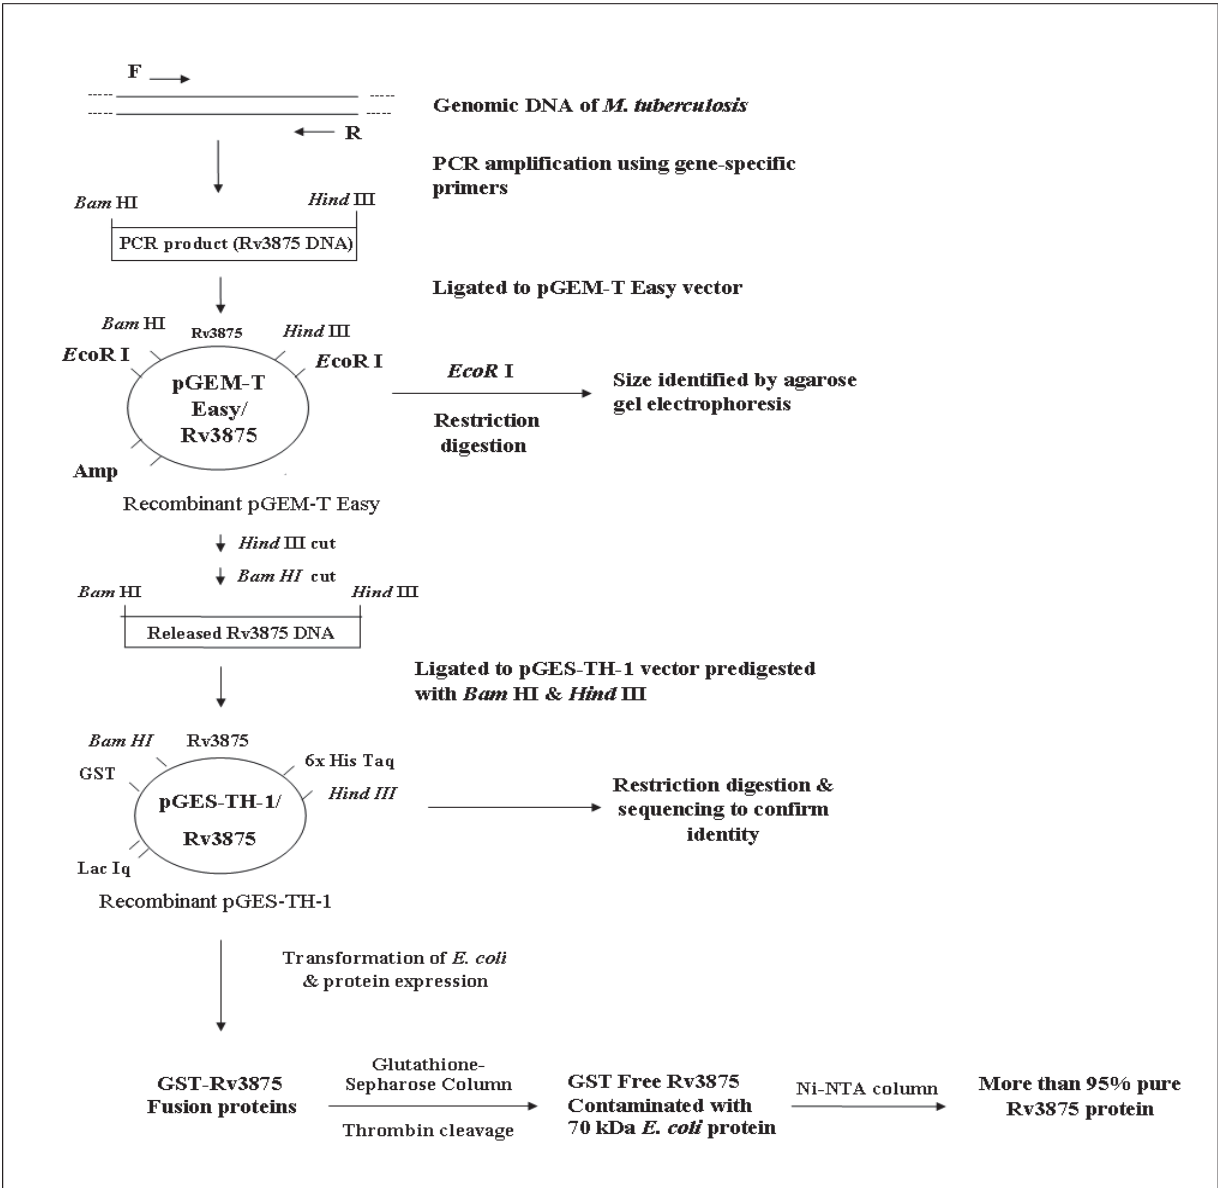 F
Genomic DNA of M. tuberculosis
R
PCR amplification using gene-specific
primers
Bam HI
Hind III
PCR product (Rv3875 DNA)
Ligated to pGEM-T Easy vector
Bam HI
Rv3875
Hind III
EcoR I
EcoR I
pGEM-T
Easy/
Rv3875
Amp
EcoR I
Restriction
digestion
Size identified by agarose
gel electrophoresis
Recombinant pGEM-T Easy
Hind III cut
Bam HI cut
Bam HI
Hind III
Released Rv3875 DNA
Ligated to pGES-TH-1 vector predigested
with Bam HI & Hind III
Bam HI
Rv3875
6x His Taq
GST
Hind III
pGES-TH-1/
Rv3875
Lac Iq
Restriction digestion &
sequencing to confirm
identity
Recombinant pGES-TH-1
Transformation of E. coli
& protein expression
GST-Rv3875
Fusion proteins
Glutathione-
Sepharose Column
Thrombin cleavage
GST Free Rv3875
Contaminated with
70 kDa E. coli protein
Ni-NTA column
More than 95% pure
Rv3875 protein